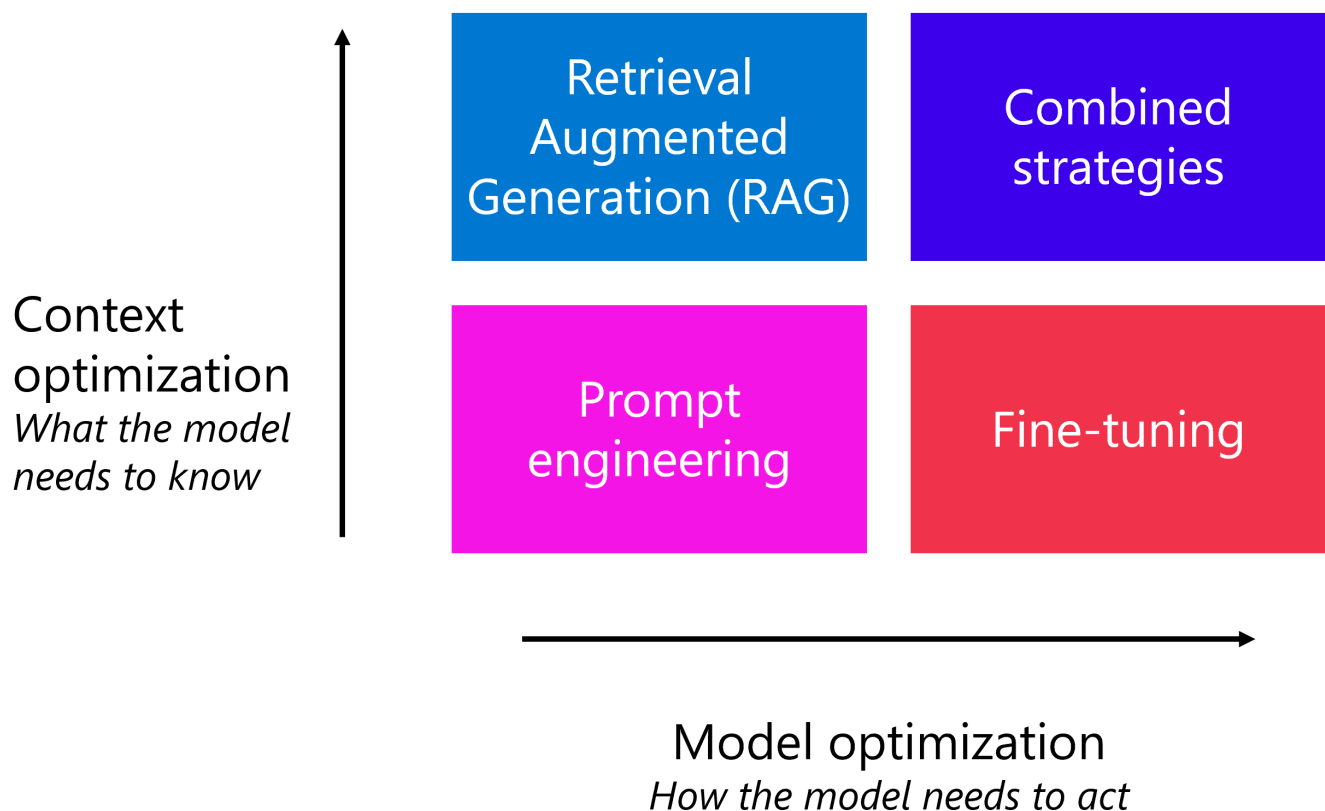 Retrieval
Augmented
Generation (RAG)
Combined
strategies
Context
optimization
What the model
needs to know
Prompt
engineering
Fine-tuning
Model optimization
How the model needs to act